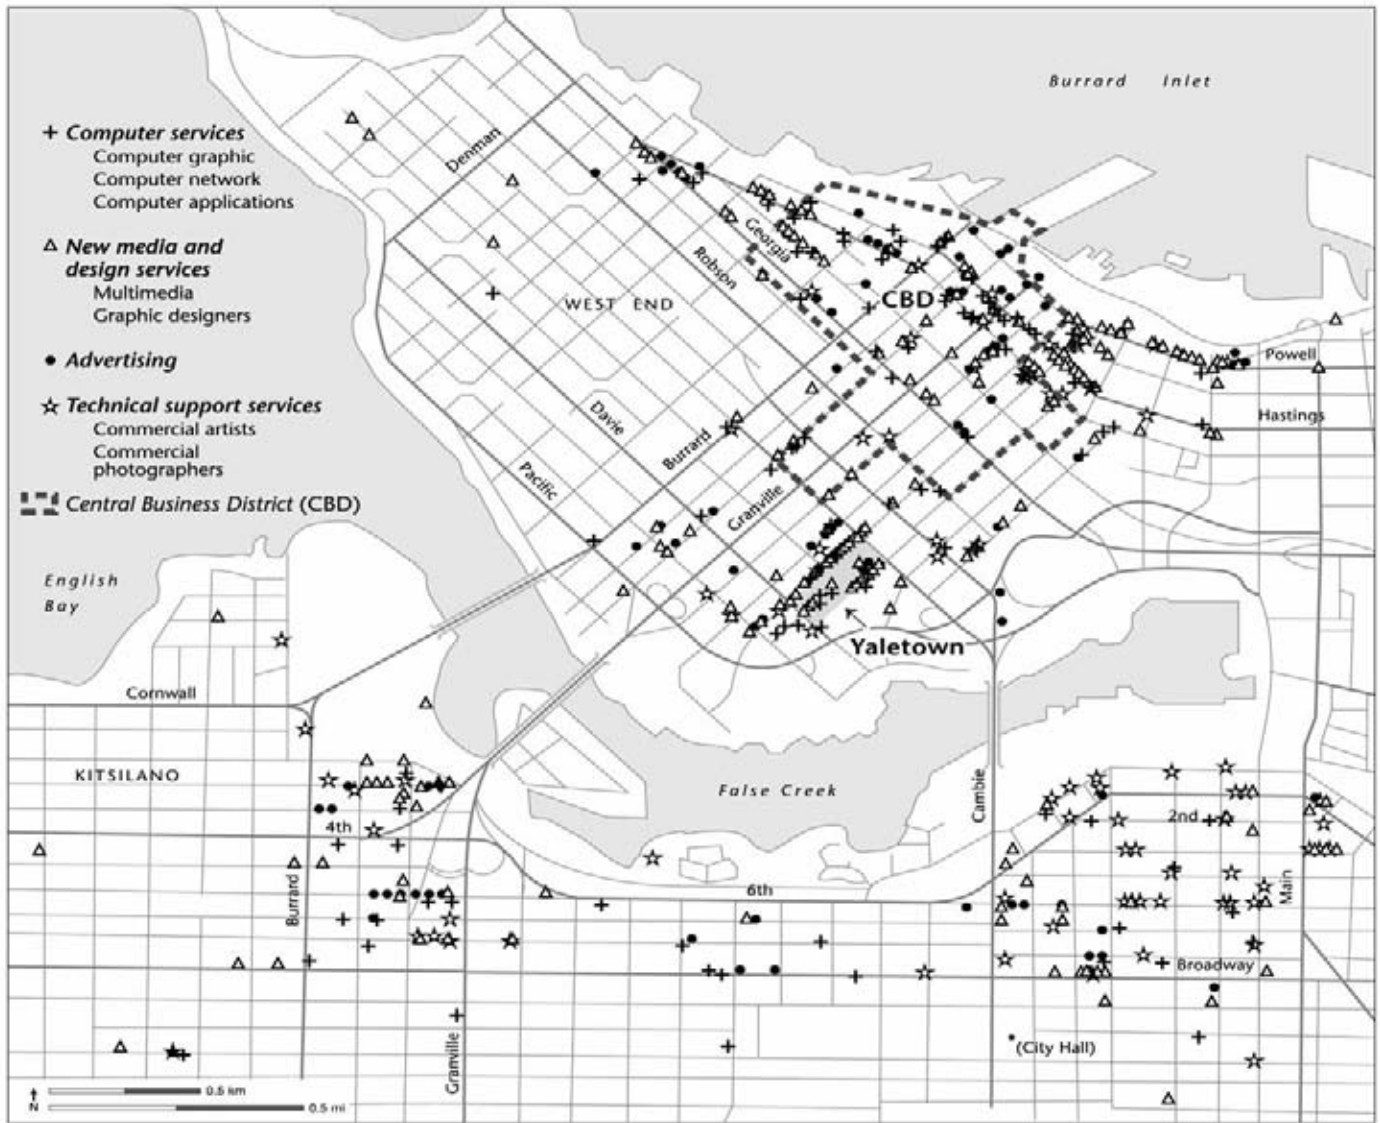 Burrard Inlet
Computer services
Computer graphic
Computer network
Computer applications
New media and
design services
Multimedia
Graphic designers
Advertising
Technical support services
Commercial artists
Commercial
photographers
Central Business District (CBD)
Denman
Georgia
Robson
WEST END
CBD
Powell
Hastings
Davie
Burrard
Pacific
Granville
English
Bay
Yaletown
Cornwall
KITSILANO
False Creek
Cambie
4th
2nd
6th
Burrard
Main
Broadway
Granville
(City Hall)
0.5 km
N
0.5 mi